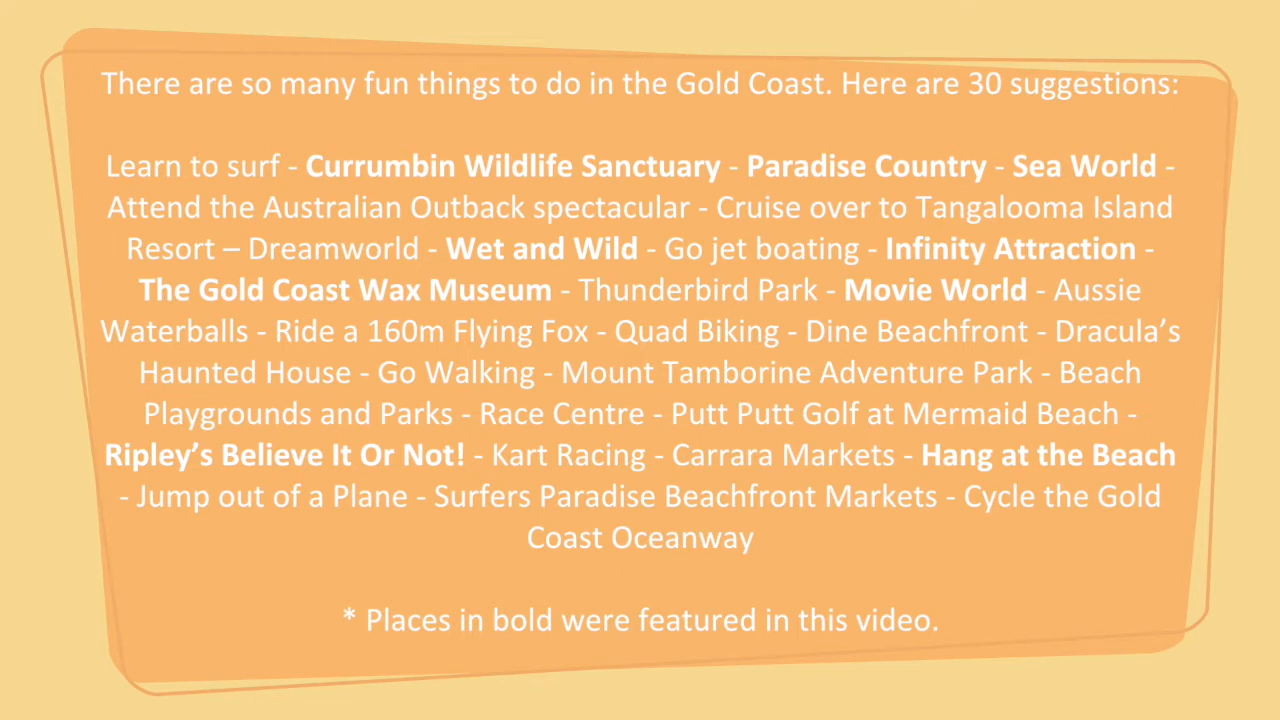 There are so many fun things to do in the Gold Coast. Here are 30 suggestions:
Learn to surf - Currumbin Wildlife Sanctuary - Paradise Country - Sea World -
Attend the Australian Outback spectacular - Cruise over to Tangalooma Island
Resort – Dreamworld - Wet and Wild - Go jet boating - Infinity Attraction -
The Gold Coast Wax Museum - Thunderbird Park - Movie World - Aussie
Waterballs - Ride a 160m Flying Fox - Quad Biking - Dine Beachfront - Dracula’s
Haunted House - Go Walking - Mount Tamborine Adventure Park - Beach
Playgrounds and Parks - Race Centre - Putt Putt Golf at Mermaid Beach -
Ripley’s Believe It Or Not! - Kart Racing - Carrara Markets - Hang at the Beach
- Jump out of a Plane - Surfers Paradise Beachfront Markets - Cycle the Gold
Coast Oceanway
* Places in bold were featured in this video.